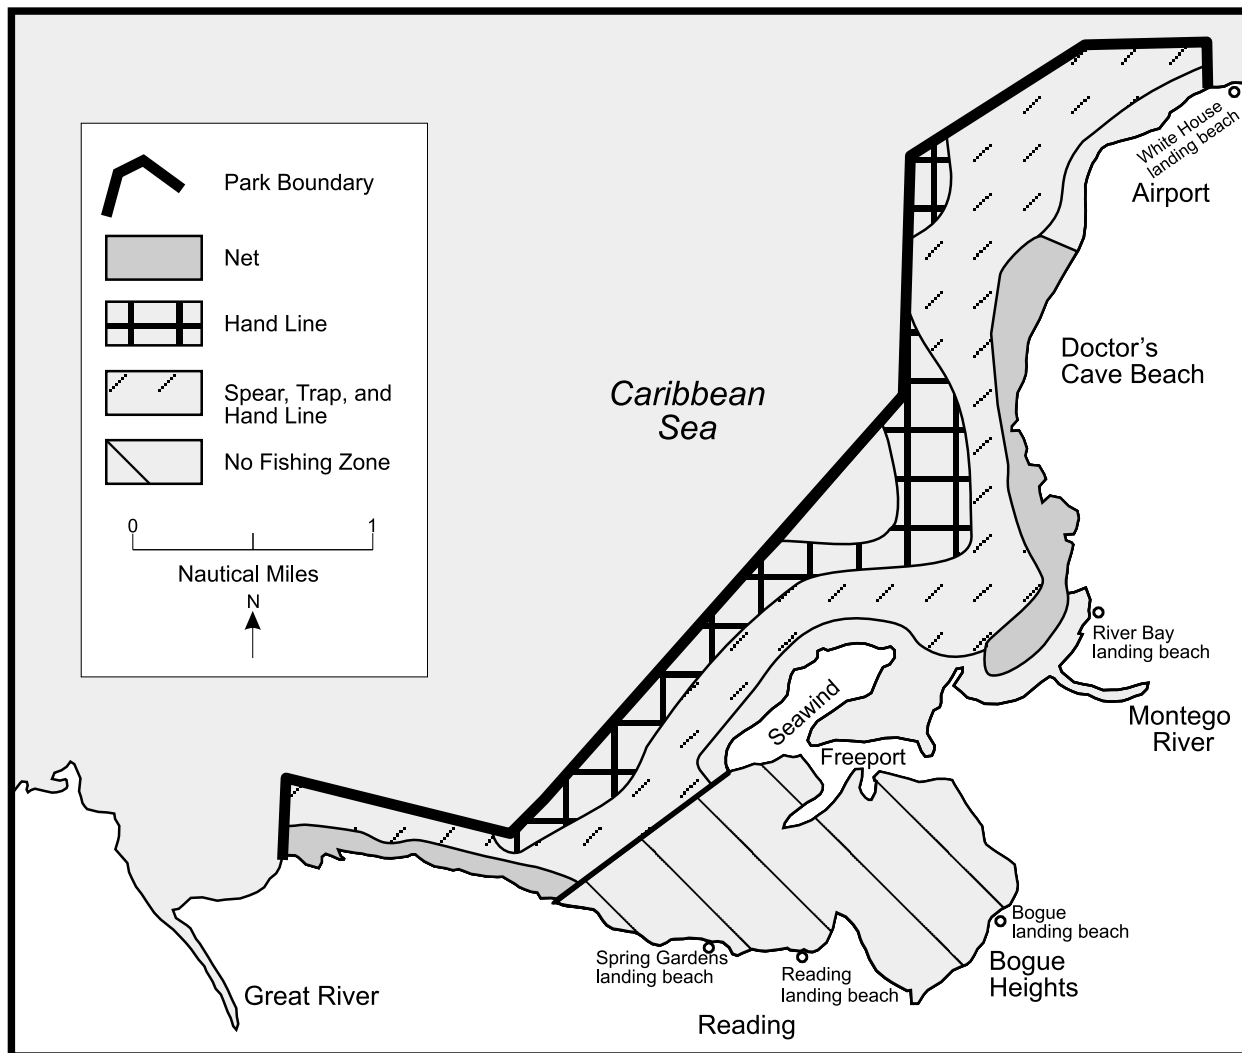 Park Boundary
Net
Hand Line
Spear, Trap, and
Hand Line
No Fishing Zone
0 1
Nautical Miles
N
Caribbean
Sea
White House
landing beach
Airport
Doctor's
Cave Beach
River Bay
landing beach
Montego
River
Seawind
Freeport
Bogue
landing beach
Bogue
Heights
Spring Gardens
landing beach
Reading
landing beach
Reading
Great River